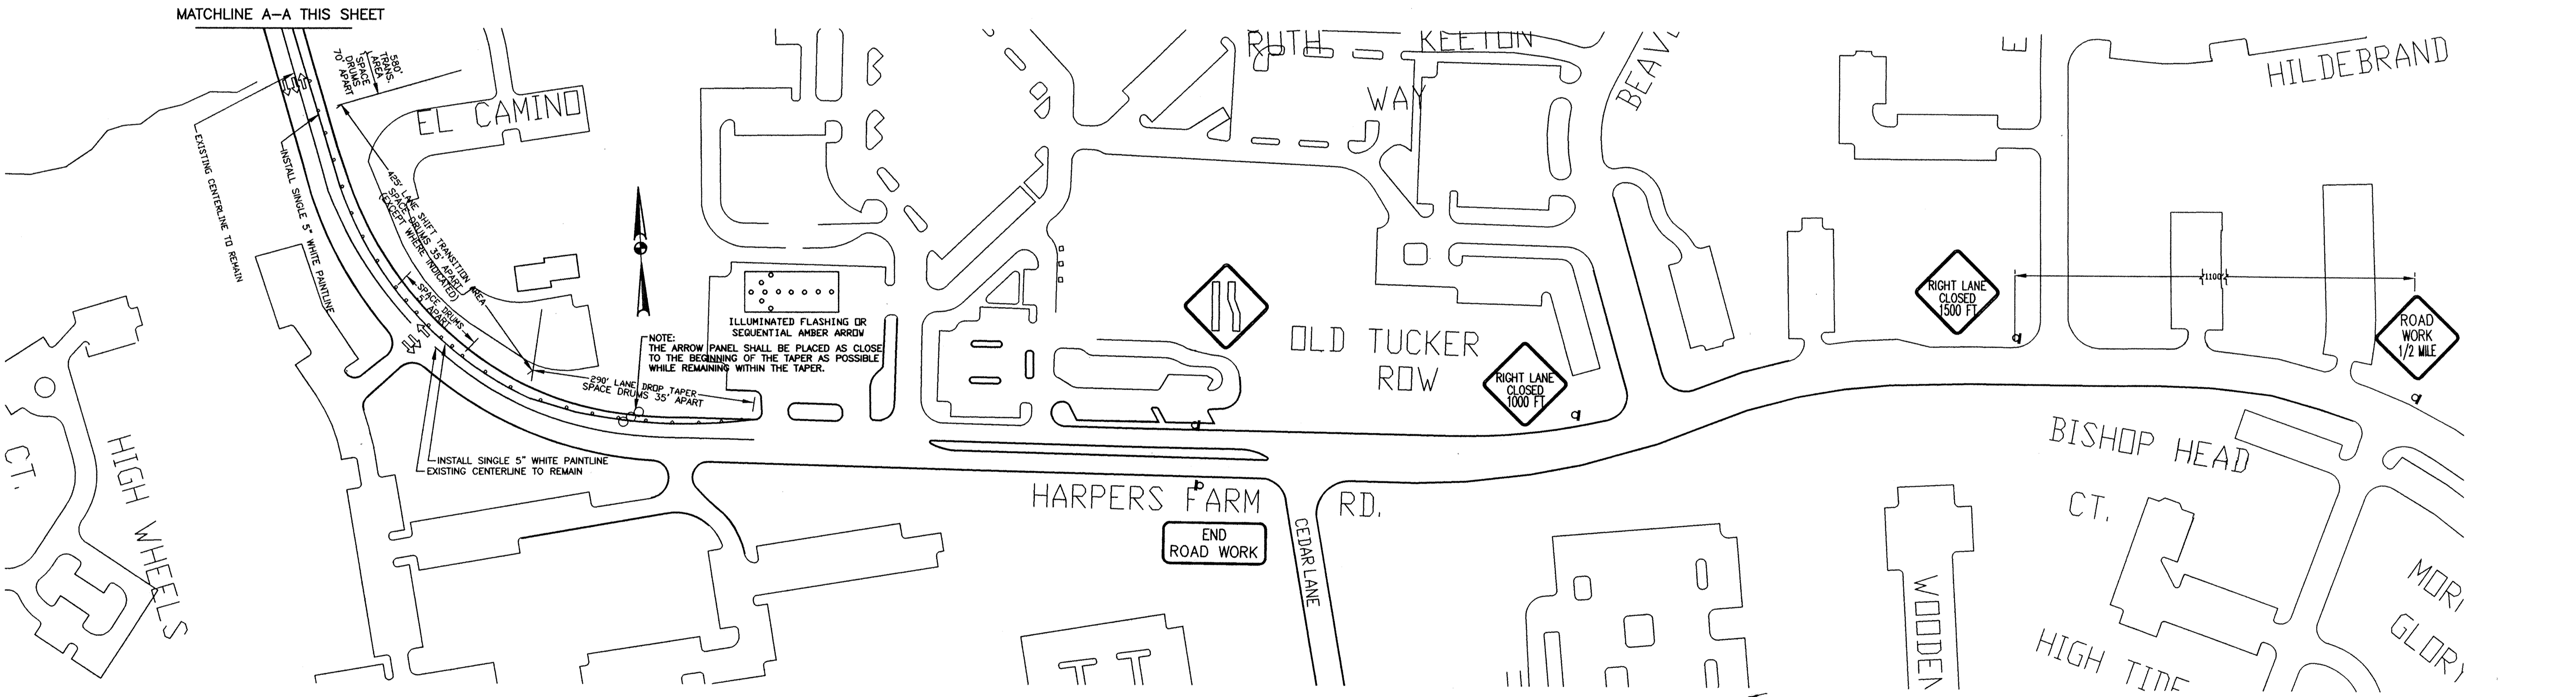 MATCHLINE A-A THIS SHEET
580'
TRANS.
AREA
SPACE
DRUMS
70' APART
EL CAMINO
RUTH KEETON
WAY
BEAV
E
HILDEBRAND
EXISTING CENTERLINE TO REMAIN
INSTALL SINGLE 5" WHITE PAINTLINE
425' LANE SHIFT TRANSITION AREA
SPACE DRUMS 35' APART
(EXCEPT WHERE INDICATED)
SPACE DRUMS
5' APART
ILLUMINATED FLASHING OR
SEQUENTIAL AMBER ARROW
NOTE:
THE ARROW PANEL SHALL BE PLACED AS CLOSE
TO THE BEGINNING OF THE TAPER AS POSSIBLE
WHILE REMAINING WITHIN THE TAPER.
290' LANE DROP TAPER
SPACE DRUMS 35' APART
OLD TUCKER
ROW
RIGHT LANE
CLOSED
1000 FT
RIGHT LANE
CLOSED
1500 FT
1100'
ROAD
WORK
1/2 MILE
INSTALL SINGLE 5" WHITE PAINTLINE
EXISTING CENTERLINE TO REMAIN
HARPERS FARM RD.
END
ROAD WORK
CEDAR LANE
CT.
HIGH WHEELS
BISHOP HEAD
CT.
WOODEN
HIGH TIDE
MOR
GLORY